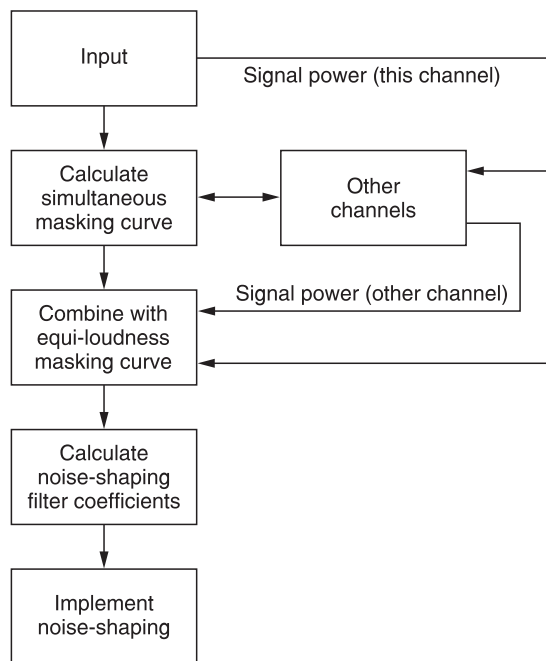 Input
Signal power (this channel)
Calculate
simultaneous
masking curve
Other
channels
Signal power (other channel)
Combine with
equi-loudness
masking curve
Calculate
noise-shaping
filter coefficients
Implement
noise-shaping